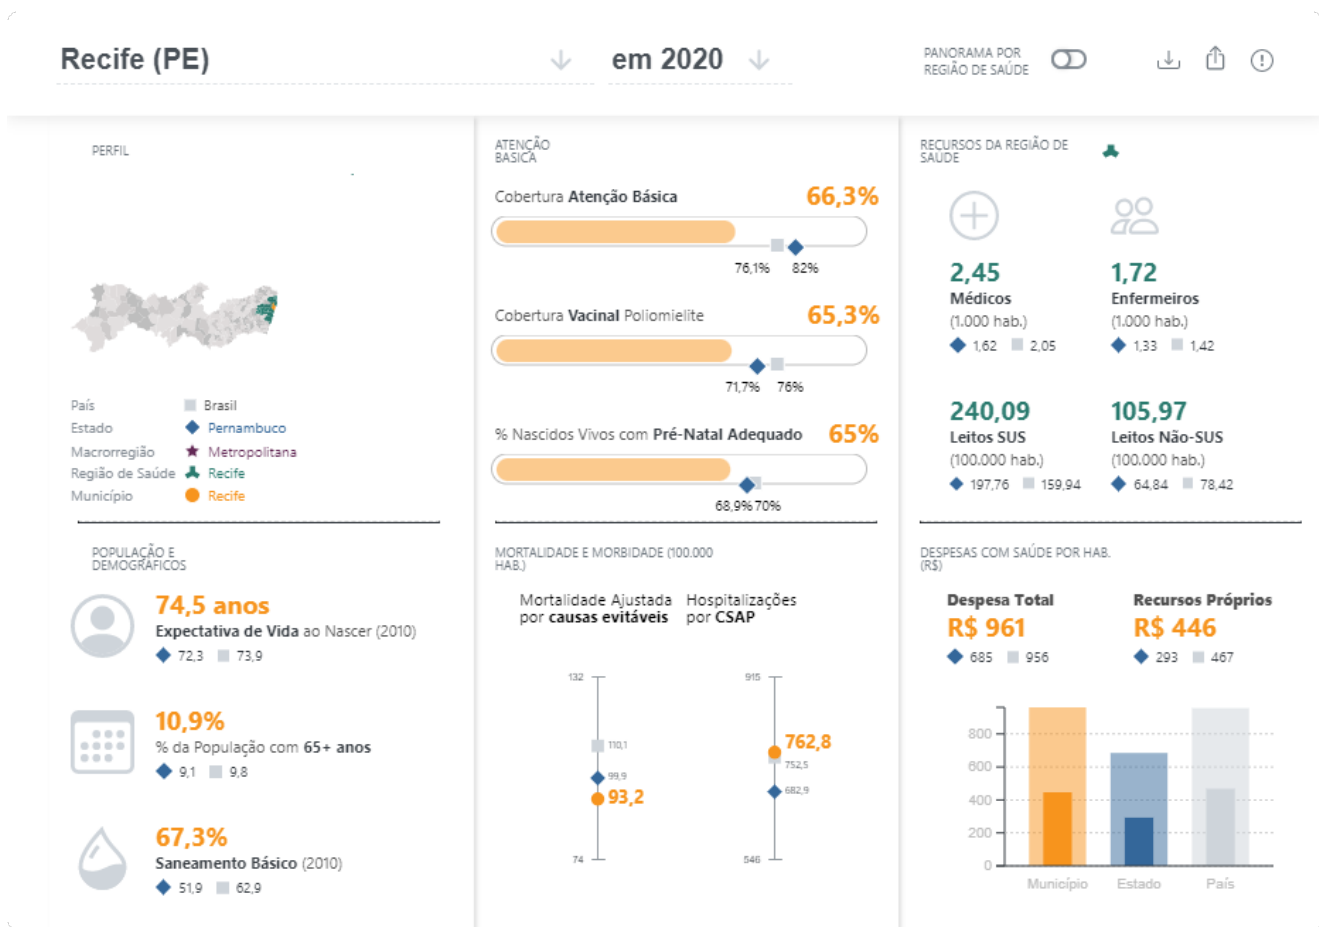 Recife (PE)
em 2020
PANORAMA POR
REGIÃO DE SAÚDE
PERFIL
País
Brasil
Estado
Pernambuco
Macrorregião
Metropolitana
Região de Saúde
Recife
Município
Recife
POPULAÇÃO E
DEMOGRÁFICOS
74,5 anos
Expectativa de Vida ao Nascer (2010)
72,3 73,9
10,9%
% da População com 65+ anos
9,1 9,8
67,3%
Saneamento Básico (2010)
51,9 62,9
ATENÇÃO
BASICA
Cobertura Atenção Básica 66,3%
76,1% 82%
Cobertura Vacinal Poliomielite 65,3%
71,7% 76%
% Nascidos Vivos com Pré-Natal Adequado 65%
68,9% 70%
MORTALIDADE E MORBIDADE (100.000
HAB.)
Mortalidade Ajustada
por causas evitáveis
132
110,1
99,9
93,2
74
Hospitalizações
por CSAP
915
762,8
752,5
682,9
546
RECURSOS DA REGIÃO DE
SAÚDE
2,45
Médicos
(1.000 hab.)
1,62 2,05
1,72
Enfermeiros
(1.000 hab.)
1,33 1,42
240,09
Leitos SUS
(100.000 hab.)
197,76 159,94
105,97
Leitos Não-SUS
(100.000 hab.)
64,84 78,42
DESPESAS COM SAÚDE POR HAB.
(R$)
Despesa Total
R$ 961
685 956
Recursos Próprios
R$ 446
293 467
800
600
400
200
0
Município Estado País